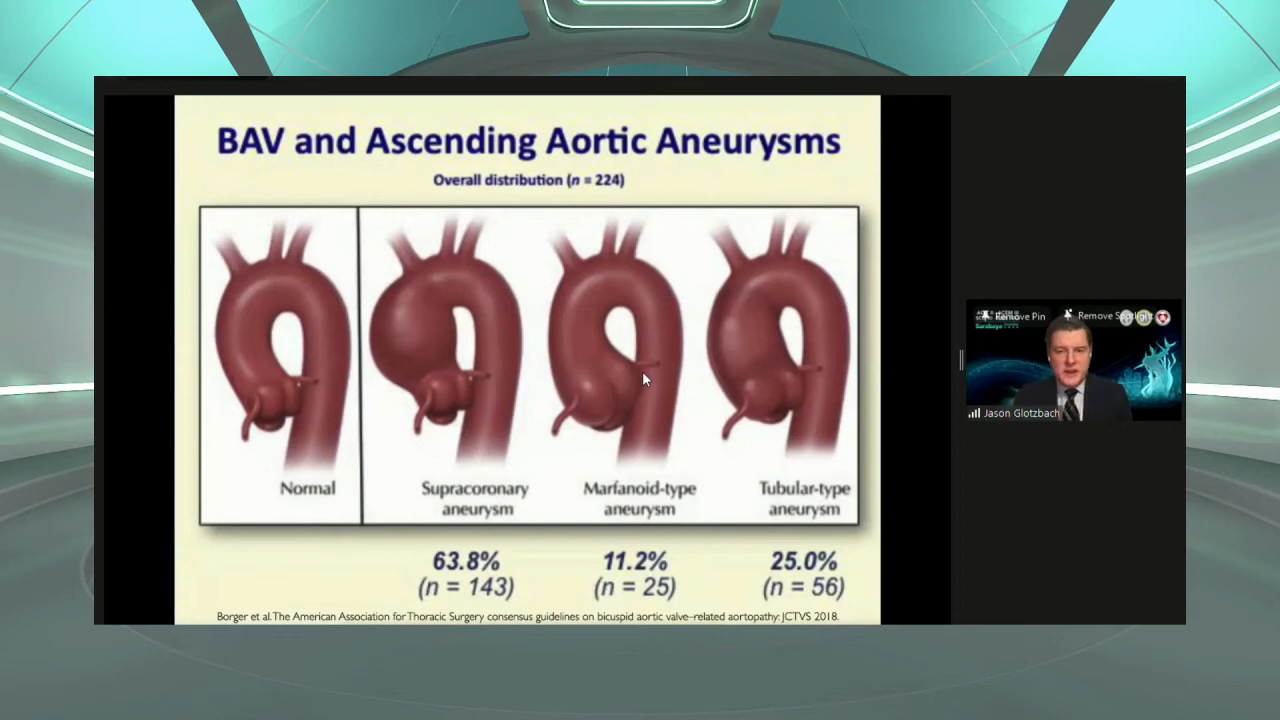 BAV and Ascending Aortic Aneurysms
Overall distribution (n = 224)
Normal
Supracoronary
aneurysm
Marfanoid-type
aneurysm
Tubular-type
aneurysm
63.8%
(n = 143)
11.2%
(n = 25)
25.0%
(n = 56)
Borger et al. The American Association for Thoracic Surgery consensus guidelines on bicuspid aortic valve–related aortopathy: JCTVS 2018.
Remove Pin
Remove Spotlight
Surabaya
Jason Glotzbach